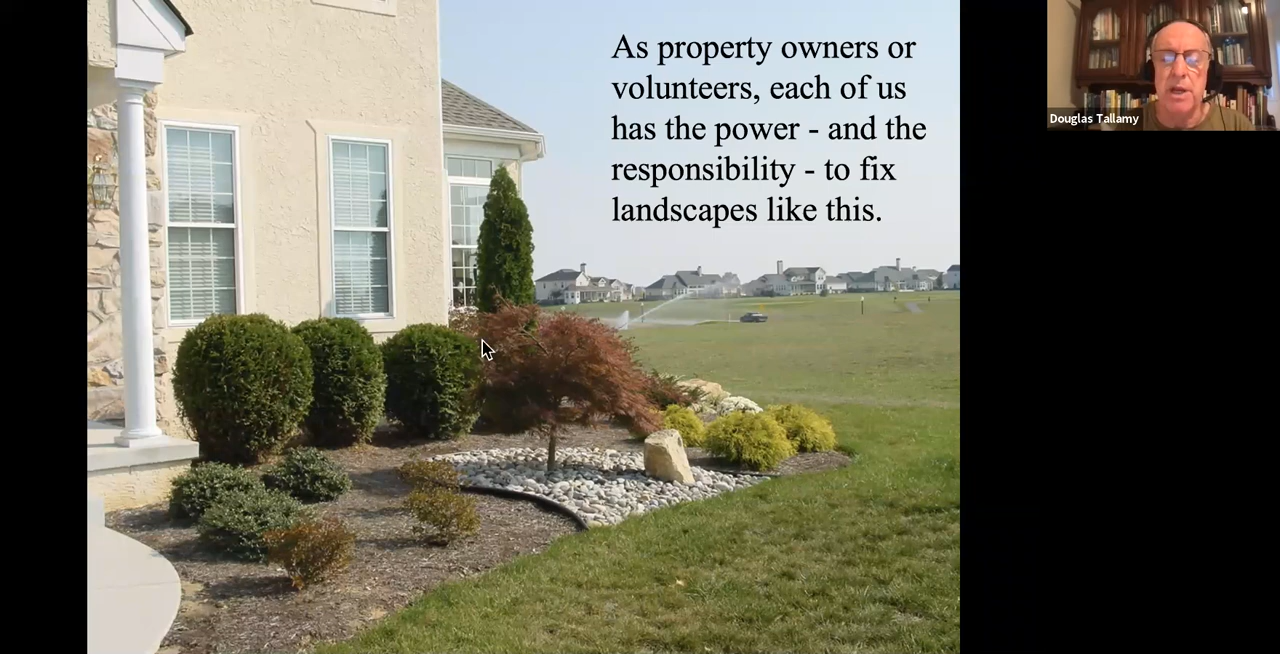 As property owners or
volunteers, each of us
has the power - and the
responsibility - to fix
landscapes like this.
Douglas Tallamy